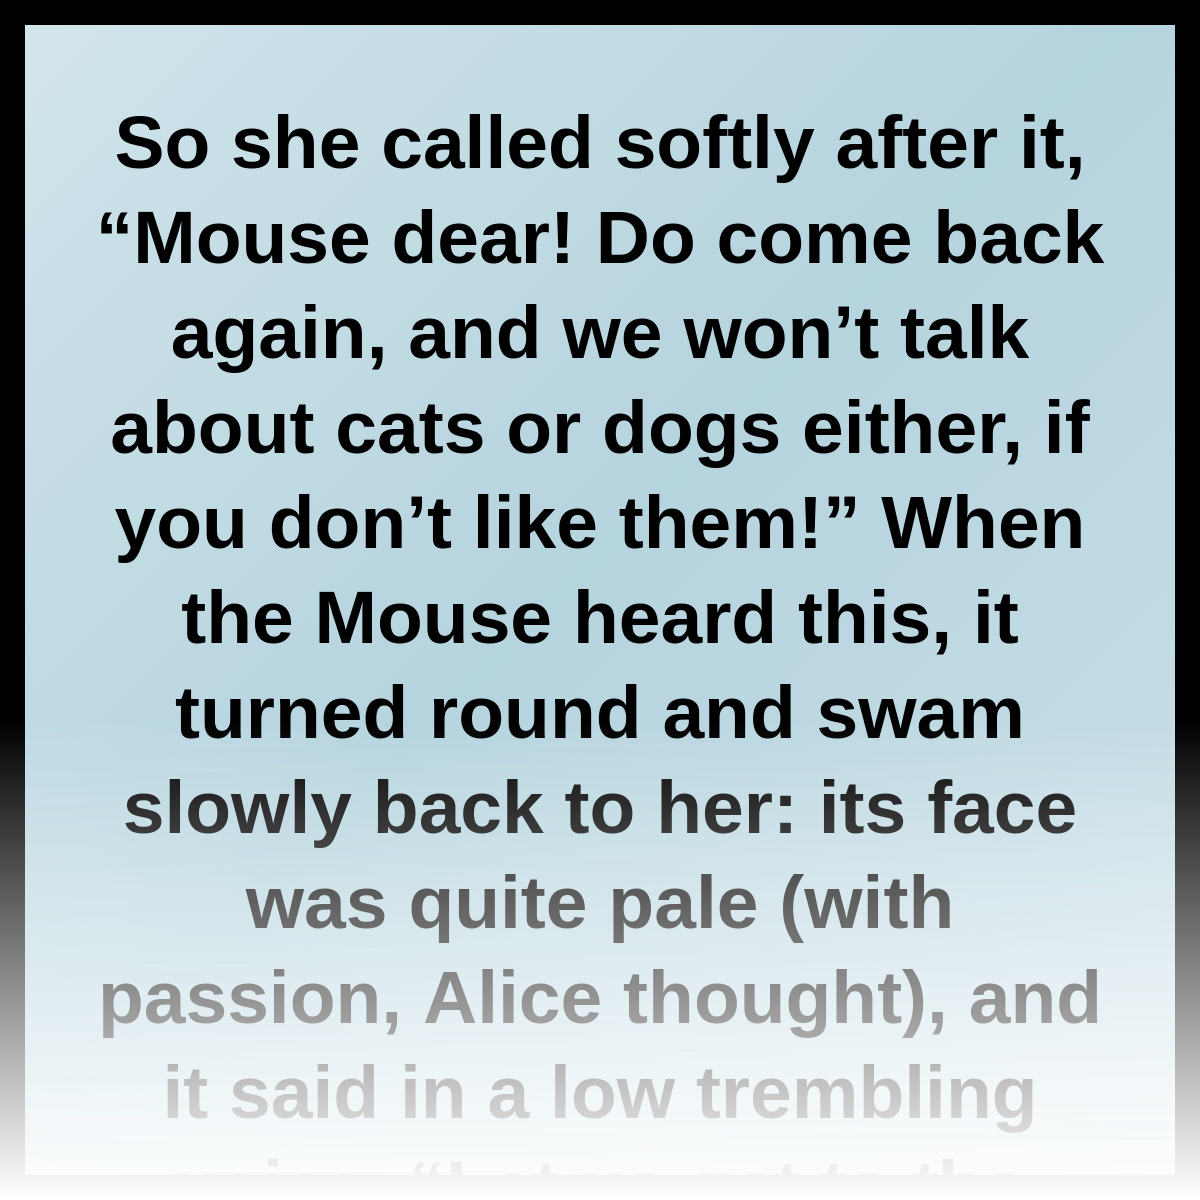 So she called softly after it,
“Mouse dear! Do come back
again, and we won’t talk
about cats or dogs either, if
you don’t like them!” When
the Mouse heard this, it
turned round and swam
slowly back to her: its face
was quite pale (with
passion, Alice thought), and
it said in a low trembling